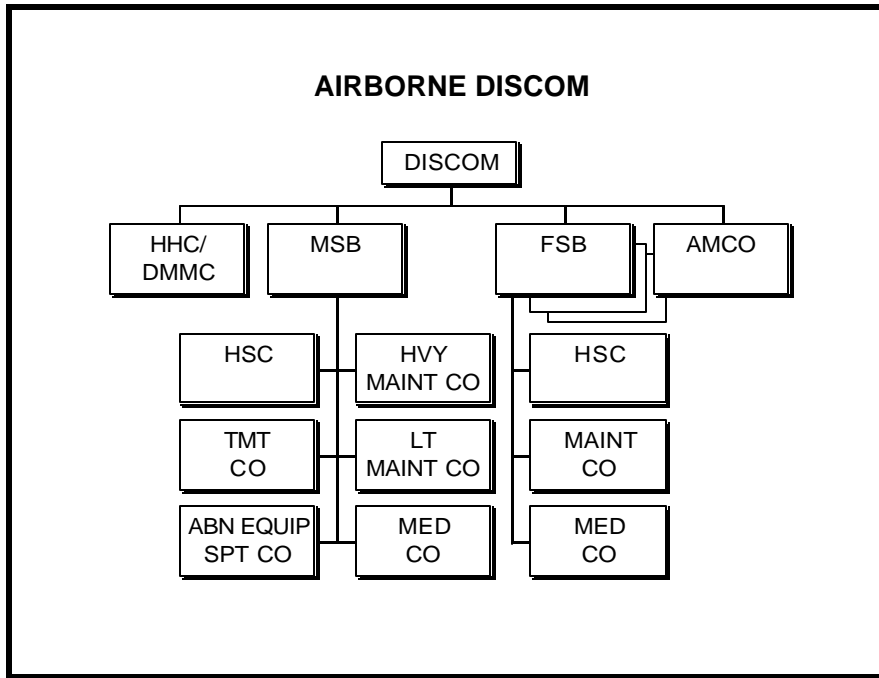 AIRBORNE DISCOM
DISCOM
HHC/
DMMC
MSB
FSB
AMCO
HSC
HVY
MAINT CO
HSC
TMT
CO
LT
MAINT CO
MAINT
CO
ABN EQUIP
SPT CO
MED
CO
MED
CO